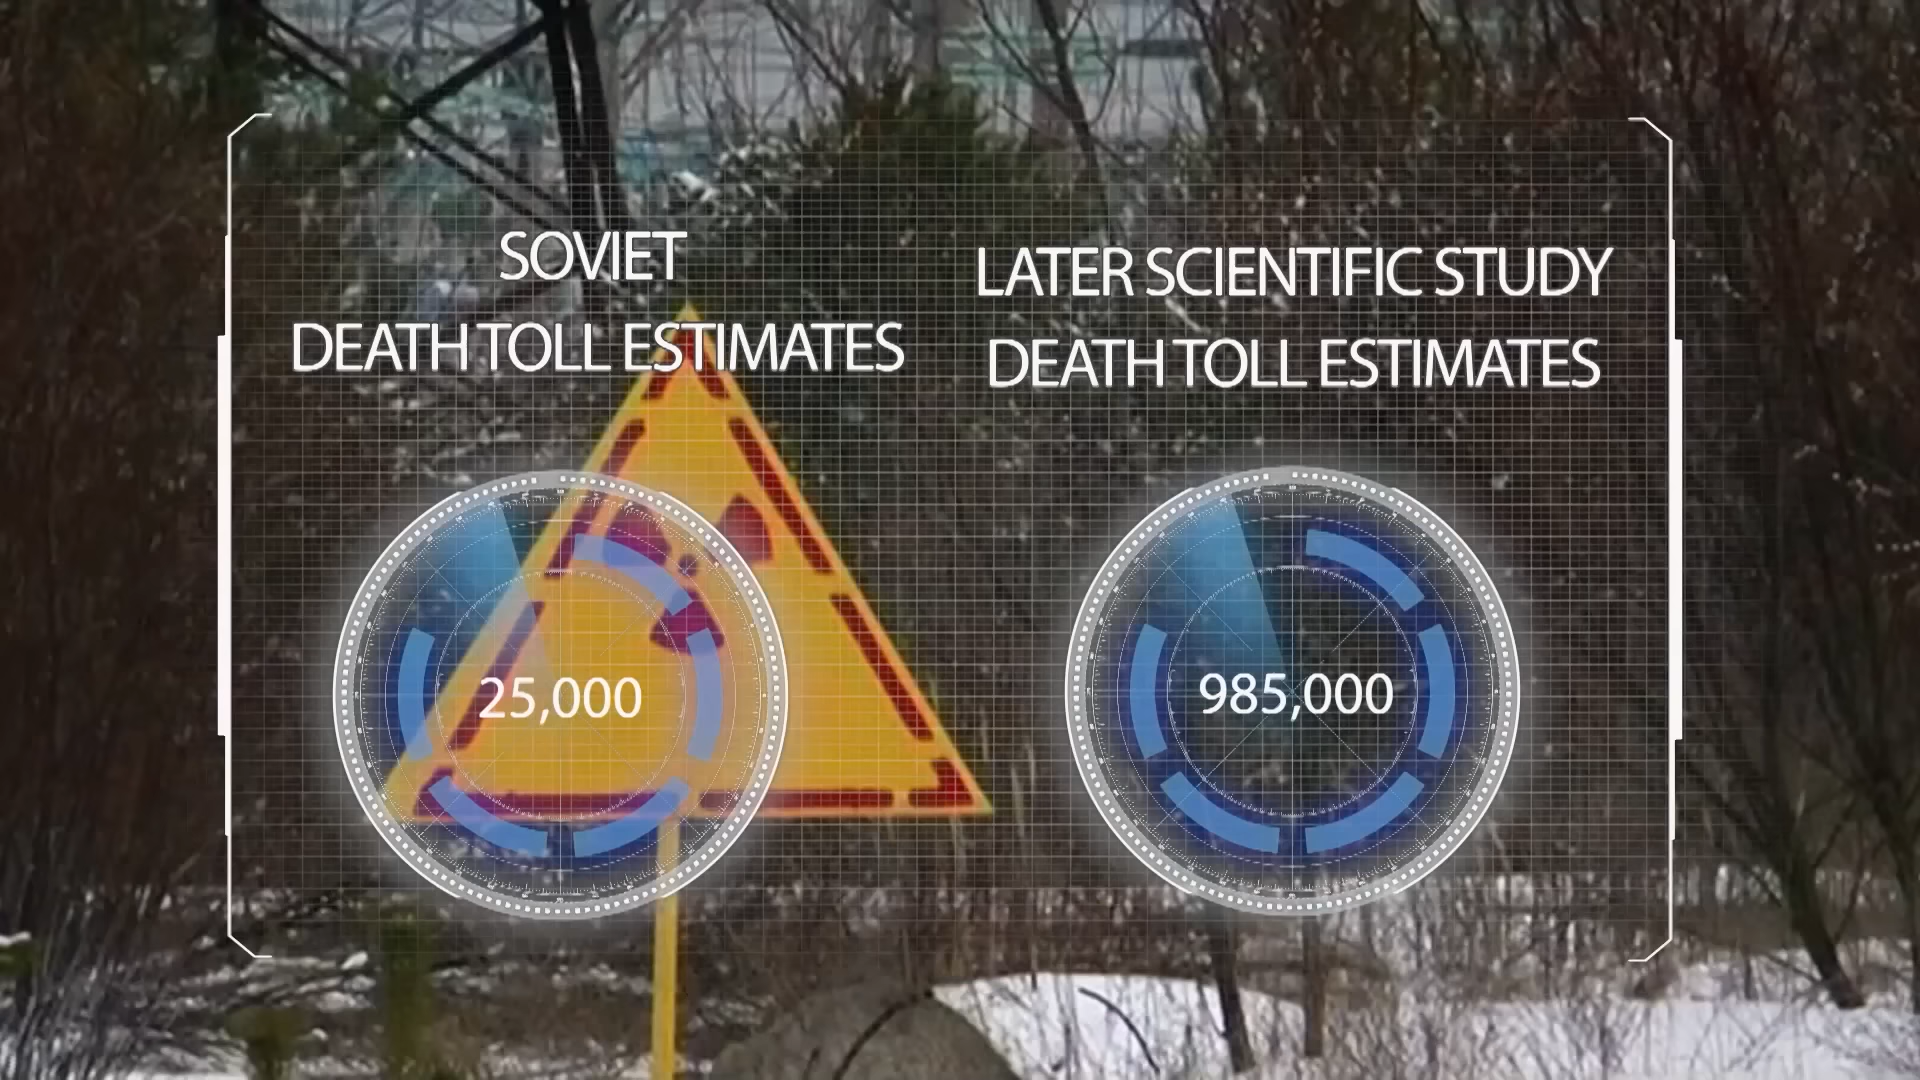 SOVIET
DEATH TOLL ESTIMATES
25,000
LATER SCIENTIFIC STUDY
DEATH TOLL ESTIMATES
985,000